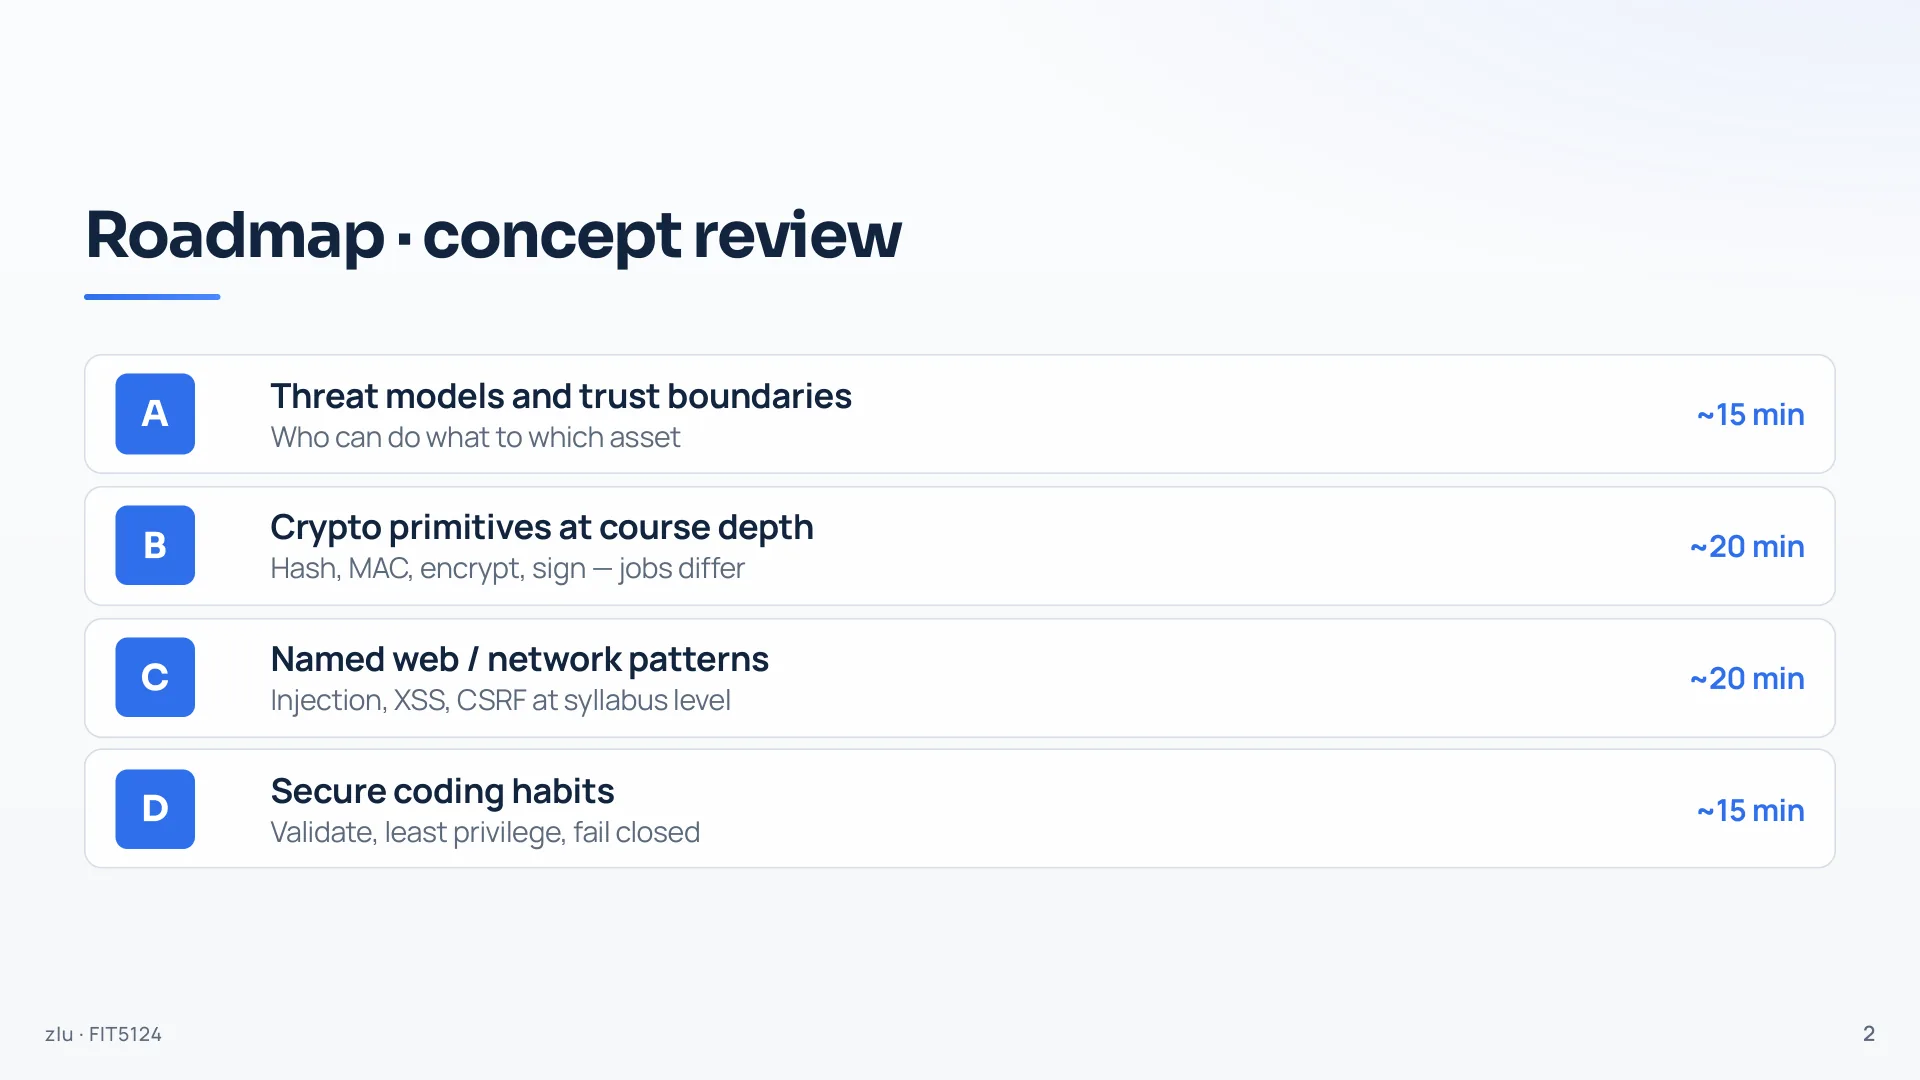 Roadmap · concept review
A
Threat models and trust boundaries
Who can do what to which asset
~15 min
B
Crypto primitives at course depth
Hash, MAC, encrypt, sign — jobs differ
~20 min
C
Named web / network patterns
Injection, XSS, CSRF at syllabus level
~20 min
D
Secure coding habits
Validate, least privilege, fail closed
~15 min
zlu · FIT5124
2